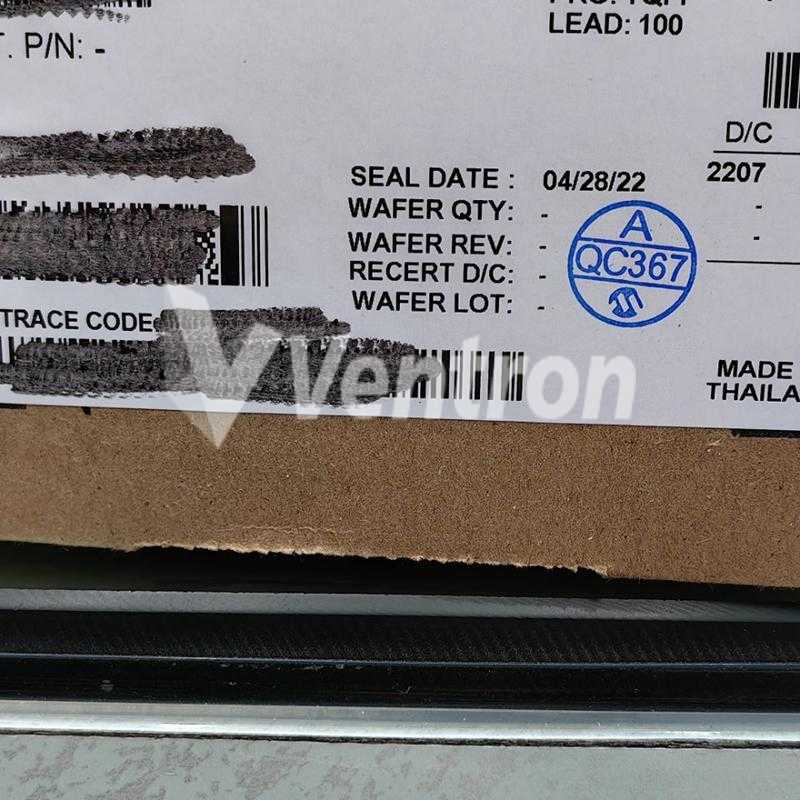 LEAD: 100
T. P/N: -
D/C
SEAL DATE : 04/28/22 2207
WAFER QTY: - -
WAFER REV: - -
RECERT D/C: -
WAFER LOT: -
A
QC367
TRACE CODE
Ventron
MADE
THAILA